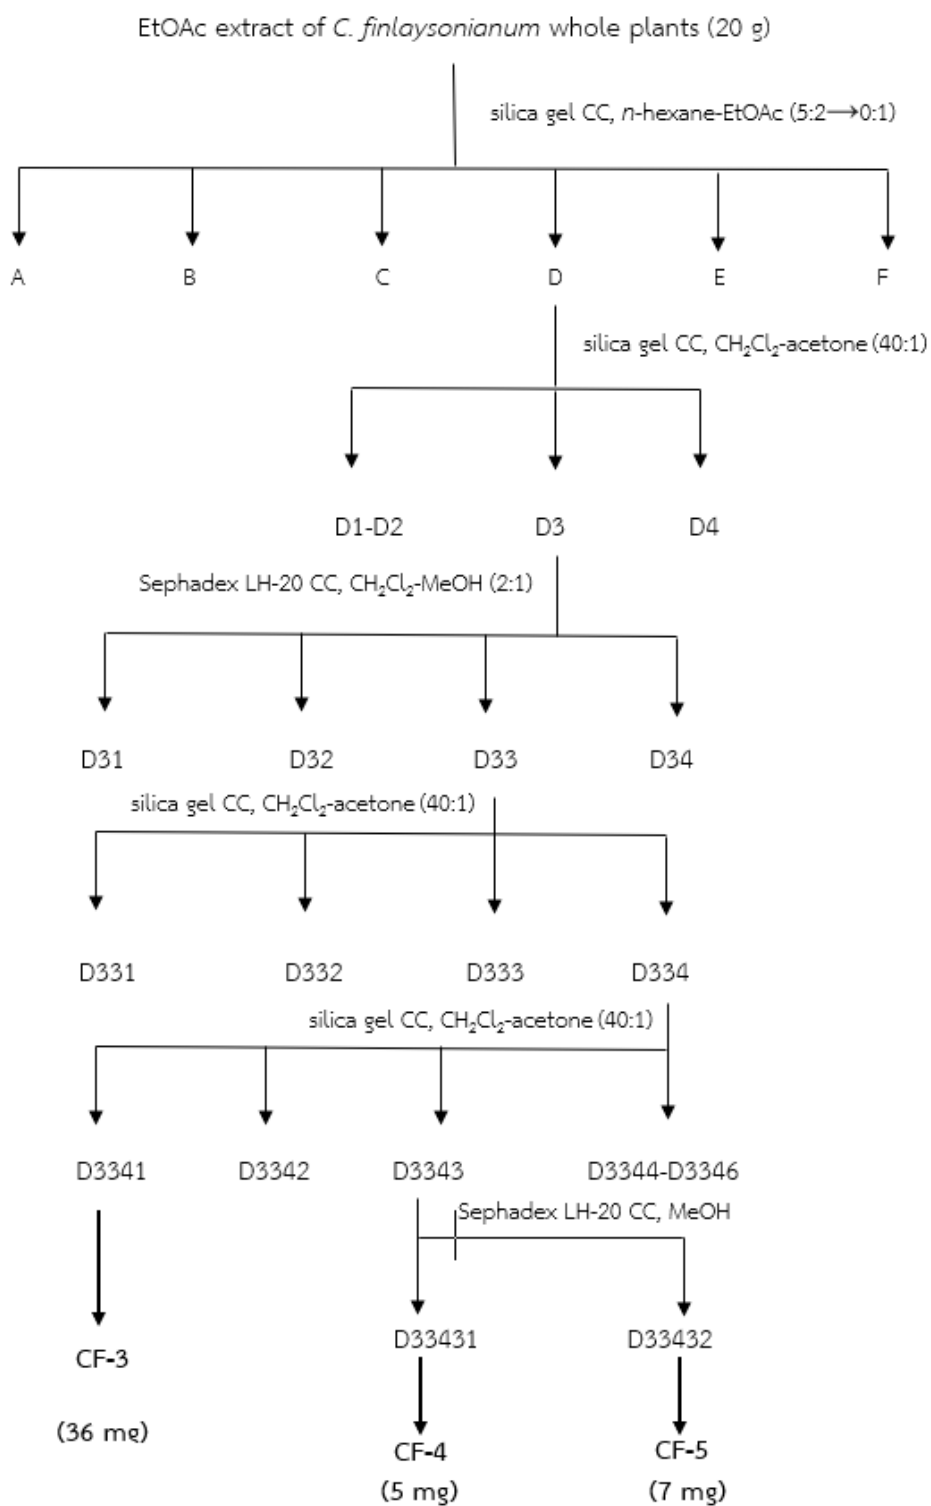 EtOAc extract of C. finlaysonianum whole plants (20 g)
silica gel CC, n-hexane-EtOAc (5:2→0:1)
A B C D E F
silica gel CC, CH₂Cl₂-acetone (40:1)
D1-D2 D3 D4
Sephadex LH-20 CC, CH₂Cl₂-MeOH (2:1)
D31 D32 D33 D34
silica gel CC, CH₂Cl₂-acetone (40:1)
D331 D332 D333 D334
silica gel CC, CH₂Cl₂-acetone (40:1)
D3341 D3342 D3343 D3344-D3346
Sephadex LH-20 CC, MeOH
D33431 D33432
CF-3
(36 mg)
CF-4 CF-5
(5 mg) (7 mg)